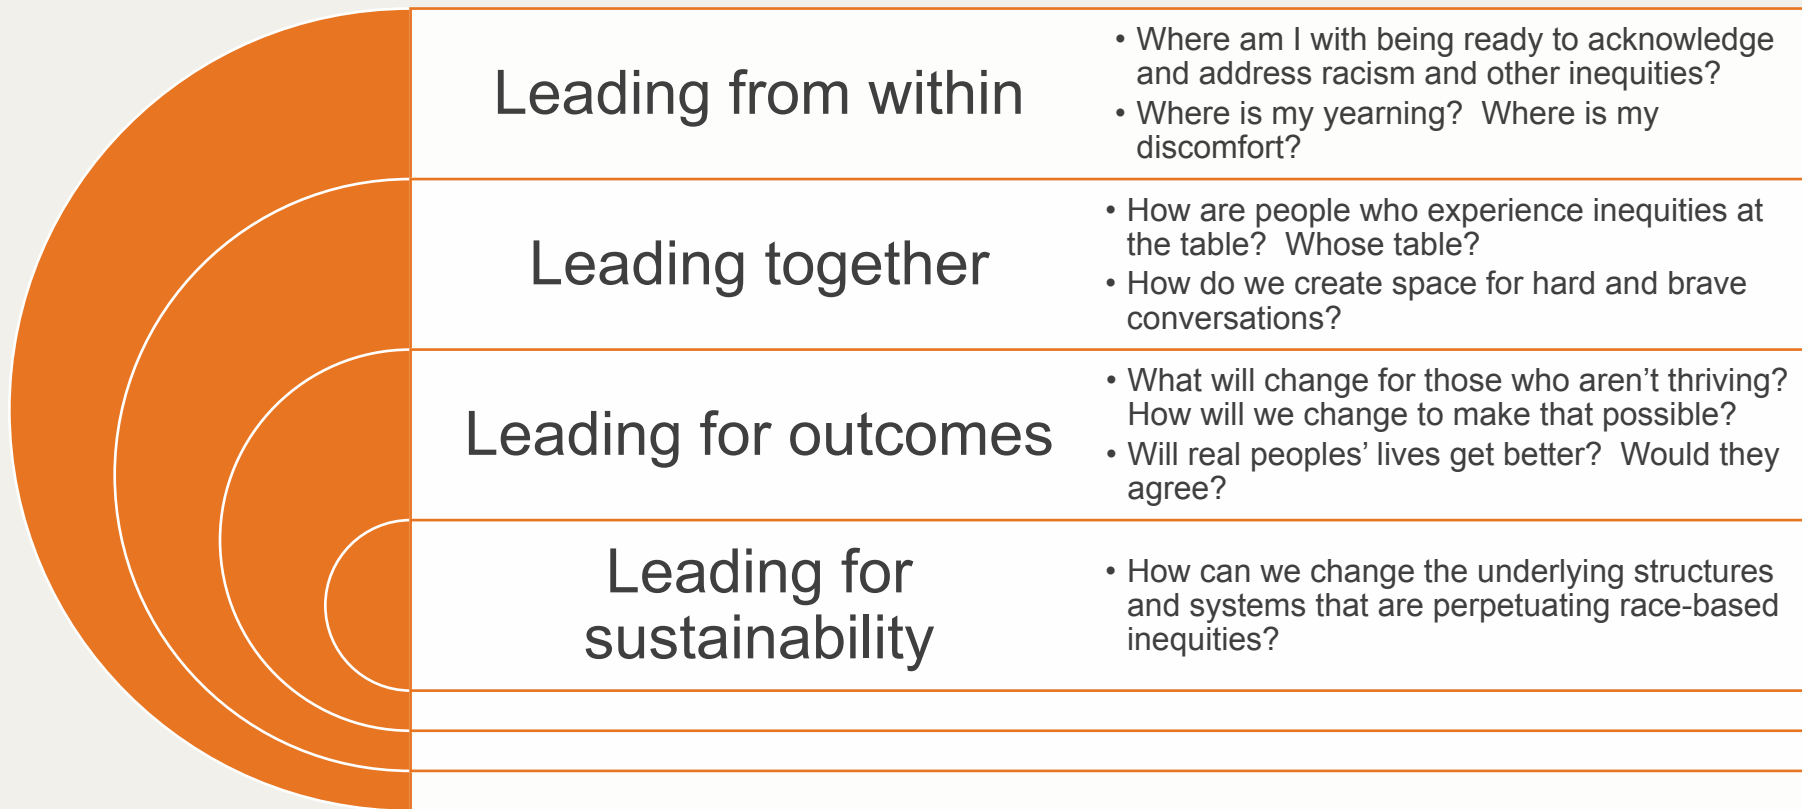 Leading from within
• Where am I with being ready to acknowledge
and address racism and other inequities?
• Where is my yearning?  Where is my
discomfort?
Leading together
• How are people who experience inequities at
the table?  Whose table?
• How do we create space for hard and brave
conversations?
Leading for outcomes
• What will change for those who aren’t thriving?
How will we change to make that possible?
• Will real peoples’ lives get better?  Would they
agree?
Leading for
sustainability
• How can we change the underlying structures
and systems that are perpetuating race-based
inequities?